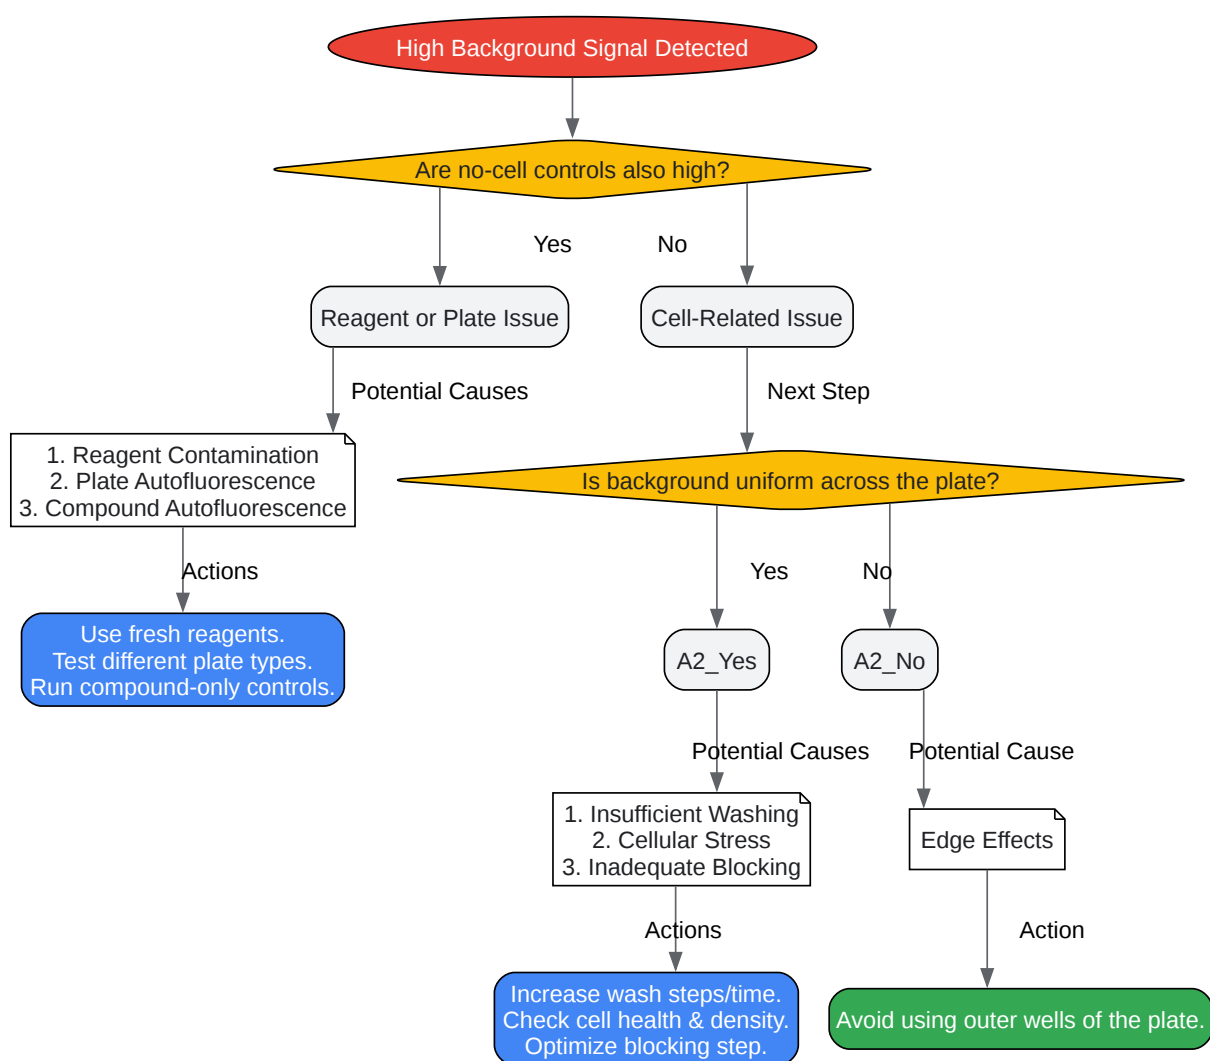 High Background Signal Detected
Are no-cell controls also high?
Yes
No
Reagent or Plate Issue
Cell-Related Issue
Potential Causes
Next Step
1. Reagent Contamination
2. Plate Autofluorescence
3. Compound Autofluorescence
Is background uniform across the plate?
Actions
Yes
No
Use fresh reagents.
Test different plate types.
Run compound-only controls.
A2_Yes
A2_No
Potential Causes
Potential Cause
1. Insufficient Washing
2. Cellular Stress
3. Inadequate Blocking
Edge Effects
Actions
Action
Increase wash steps/time.
Check cell health & density.
Optimize blocking step.
Avoid using outer wells of the plate.